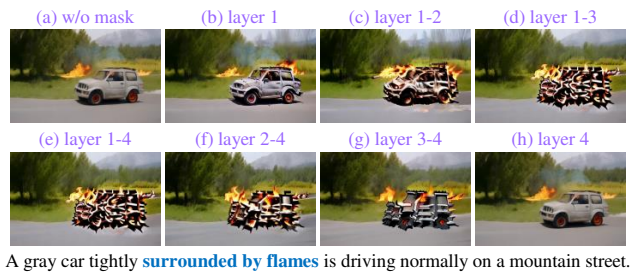 (a) w/o mask (b) layer 1 (c) layer 1-2 (d) layer 1-3
(e) layer 1-4 (f) layer 2-4 (g) layer 3-4 (h) layer 4
A gray car tightly surrounded by flames is driving normally on a mountain street.